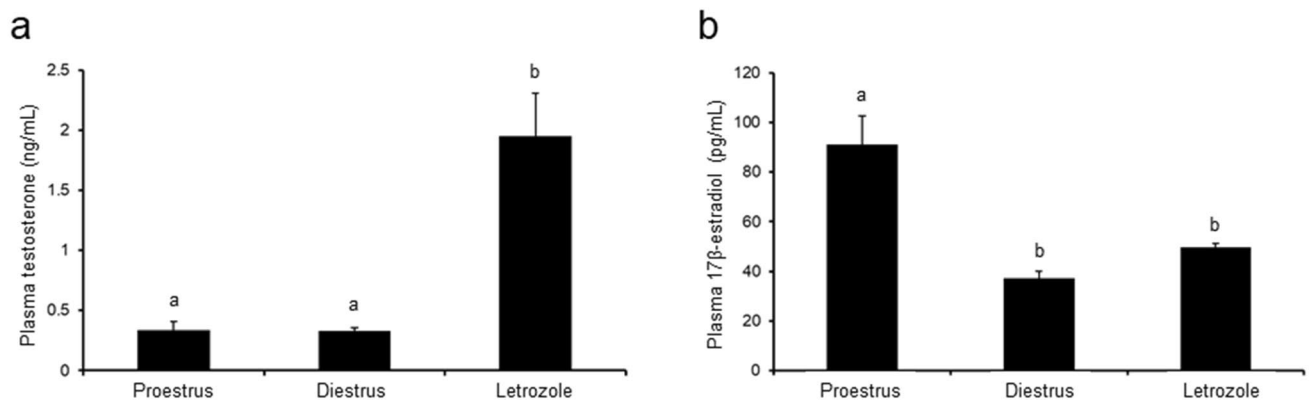 a
Plasma testosterone (ng/mL)
2.5
2
1.5
1
0.5
0
a
a
b
Proestrus
Diestrus
Letrozole
b
Plasma 17β-estradiol (pg/mL)
120
100
80
60
40
20
0
a
b
b
Proestrus
Diestrus
Letrozole